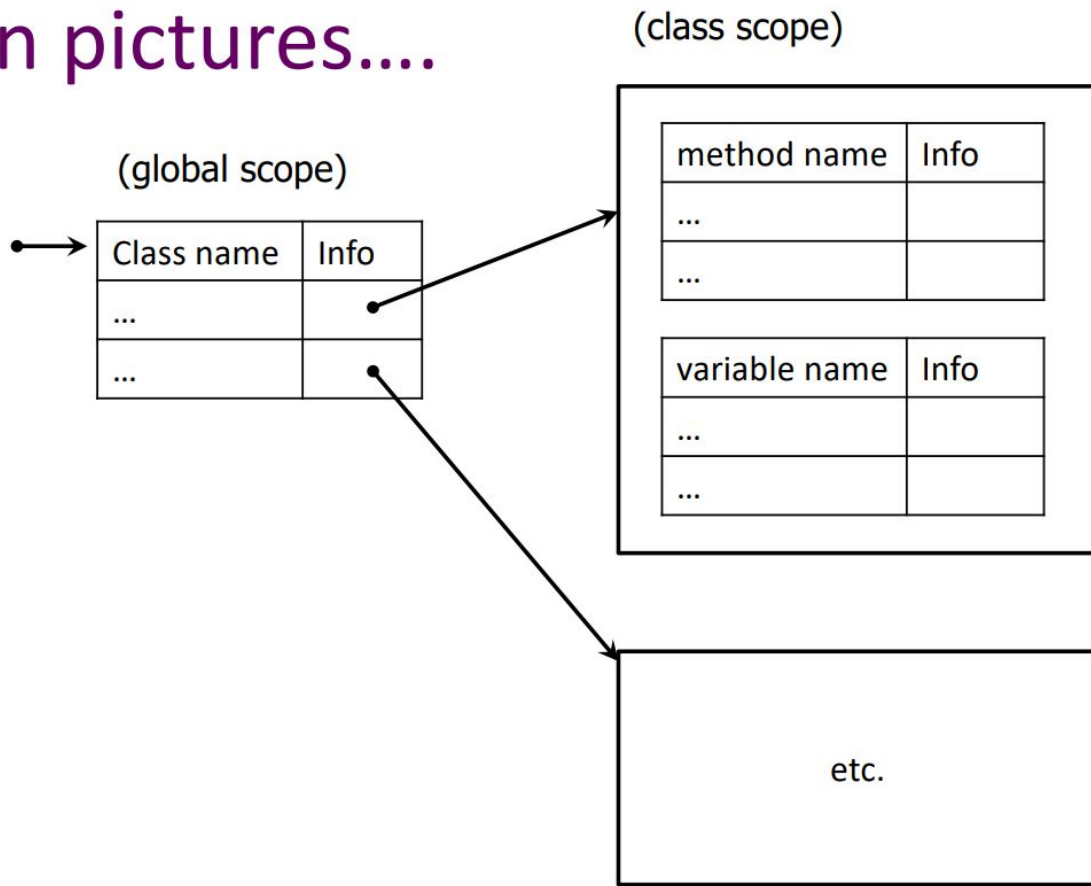 n pictures....
(class scope)
(global scope)
Class name Info
...
...
method name Info
...
...
variable name Info
...
...
etc.